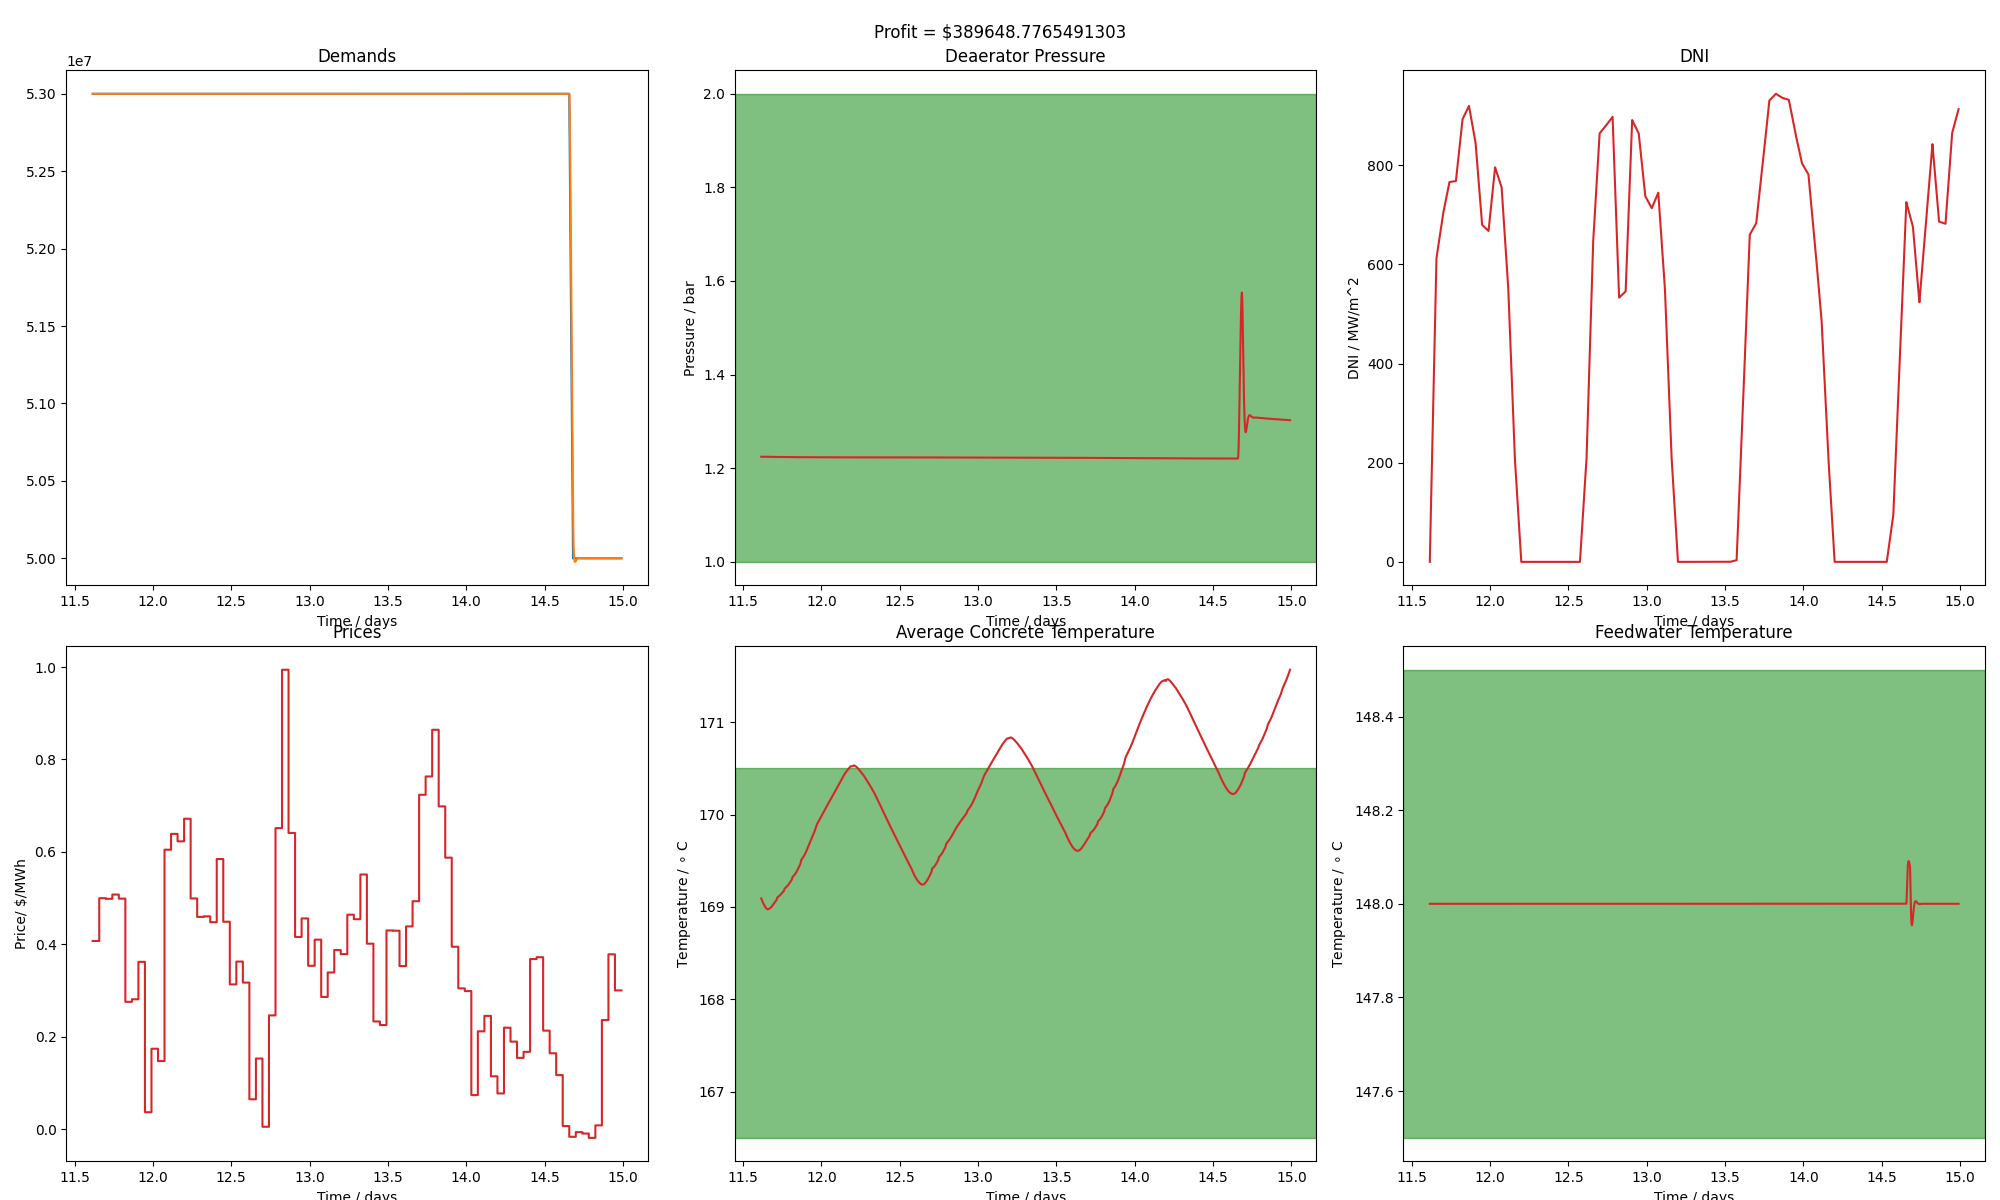 Profit = $389648.7765491303
Demands
1e7
5.30
5.25
5.20
5.15
5.10
5.05
5.00
11.5 12.0 12.5 13.0 13.5 14.0 14.5 15.0
Time / days
Deaerator Pressure
Pressure / bar
2.0
1.8
1.6
1.4
1.2
1.0
11.5 12.0 12.5 13.0 13.5 14.0 14.5 15.0
Time / days
DNI
DNI / MW/m^2
800
600
400
200
0
11.5 12.0 12.5 13.0 13.5 14.0 14.5 15.0
Time / days
Prices
Price/ $/MWh
1.0
0.8
0.6
0.4
0.2
0.0
11.5 12.0 12.5 13.0 13.5 14.0 14.5 15.0
Time / days
Average Concrete Temperature
Temperature / ∘ C
171
170
169
168
167
11.5 12.0 12.5 13.0 13.5 14.0 14.5 15.0
Time / days
Feedwater Temperature
Temperature / ∘ C
148.4
148.2
148.0
147.8
147.6
11.5 12.0 12.5 13.0 13.5 14.0 14.5 15.0
Time / days